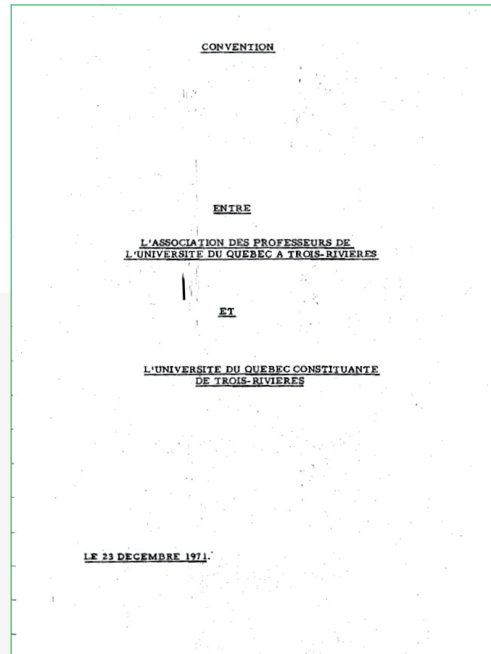 CONVENTION
ENTRE
L'ASSOCIATION DES PROFESSEURS DE
L'UNIVERSITE DU QUEBEC A TROIS-RIVIERES
ET
L'UNIVERSITE DU QUEBEC CONSTITUANTE
DE TROIS-RIVIERES
LE 23 DECEMBRE 1971.